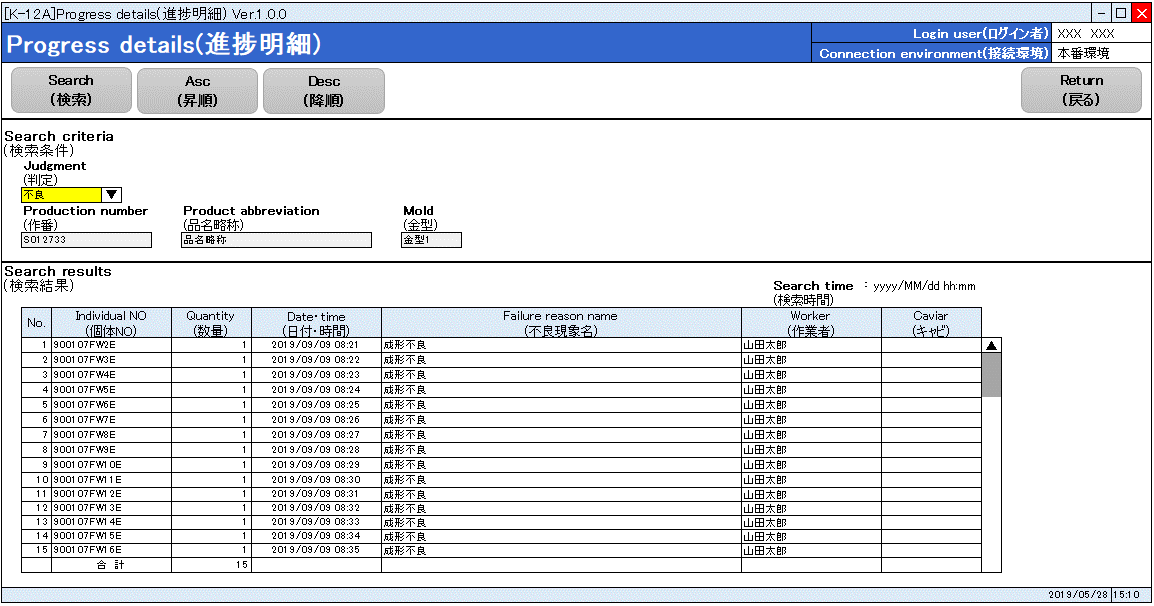 [K-12A]Progress details(進捗明細) Ver.1.0.0
Progress details(進捗明細)
Login user(ログイン者) XXX XXX
Connection environment(接続環境) 本番環境
Search Asc Desc Return
(検索) (昇順) (降順) (戻る)
Search criteria
(検索条件)
Judgment
(判定)
不良 ▼
Production number Product abbreviation Mold
(作番) (品名略称) (金型)
S012733 品名略称 金型1
Search results
(検索結果)
Search time : yyyy/MM/dd hh:mm
(検索時間)
No. Individual NO Quantity Date・time Failure reason name Worker Caviar
(個体NO) (数量) (日付・時間) (不良現象名) (作業者) (キャビ)
1 900107FW2E 1 2019/09/09 08:21 成形不良 山田太郎
2 900107FW3E 1 2019/09/09 08:22 成形不良 山田太郎
3 900107FW4E 1 2019/09/09 08:23 成形不良 山田太郎
4 900107FW5E 1 2019/09/09 08:24 成形不良 山田太郎
5 900107FW6E 1 2019/09/09 08:25 成形不良 山田太郎
6 900107FW7E 1 2019/09/09 08:26 成形不良 山田太郎
7 900107FW8E 1 2019/09/09 08:27 成形不良 山田太郎
8 900107FW9E 1 2019/09/09 08:28 成形不良 山田太郎
9 900107FW10E 1 2019/09/09 08:29 成形不良 山田太郎
10 900107FW11E 1 2019/09/09 08:30 成形不良 山田太郎
11 900107FW12E 1 2019/09/09 08:31 成形不良 山田太郎
12 900107FW13E 1 2019/09/09 08:32 成形不良 山田太郎
13 900107FW14E 1 2019/09/09 08:33 成形不良 山田太郎
14 900107FW15E 1 2019/09/09 08:34 成形不良 山田太郎
15 900107FW16E 1 2019/09/09 08:35 成形不良 山田太郎
合 計 15
2019/05/28 15:10